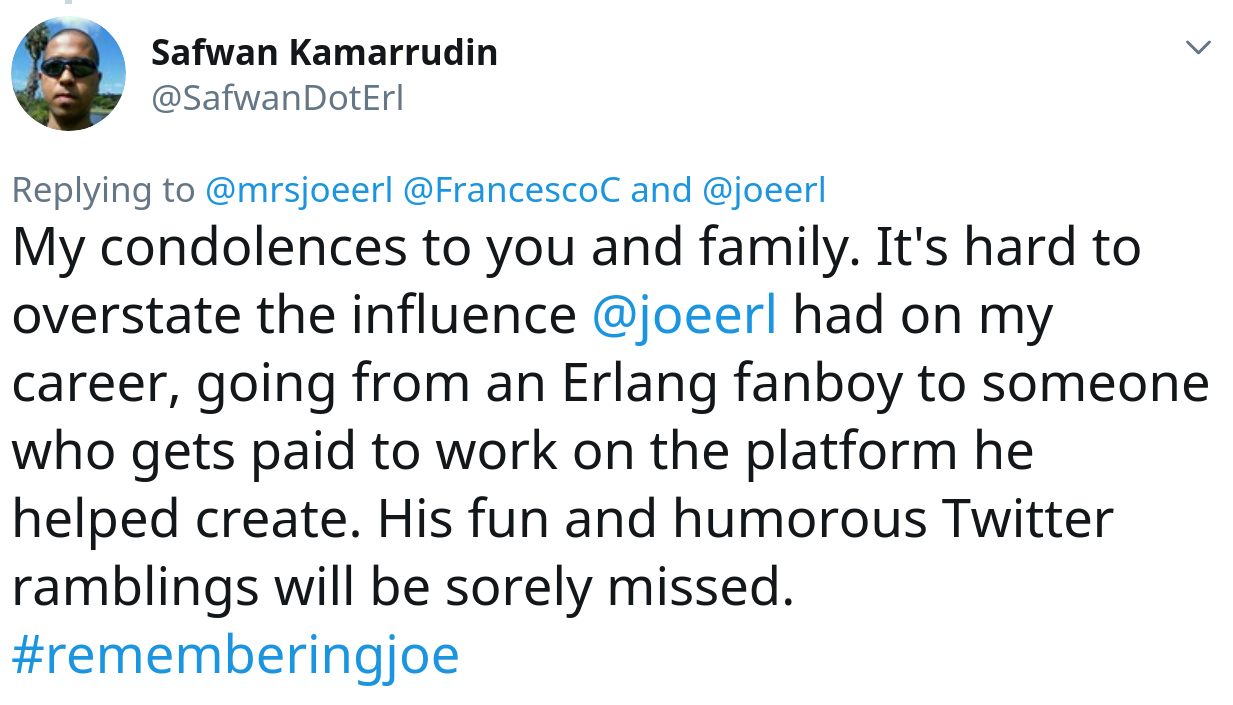 Safwan Kamarrudin
@SafwanDotErl
Replying to @mrsjoeerl @FrancescoC and @joeerl
My condolences to you and family. It's hard to
overstate the influence @joeerl had on my
career, going from an Erlang fanboy to someone
who gets paid to work on the platform he
helped create. His fun and humorous Twitter
ramblings will be sorely missed.
#rememberingjoe